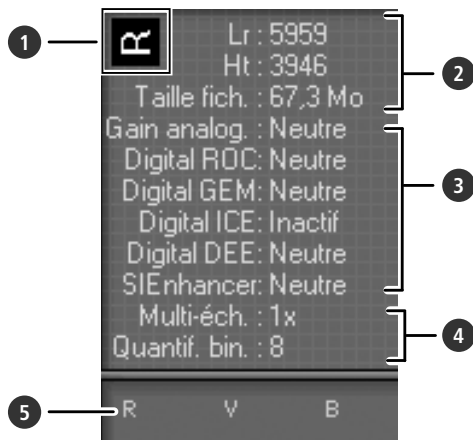 1
R
Lr : 5959
Ht : 3946
Taille fich. : 67,3 Mo
2
Gain analog. : Neutre
Digital ROC: Neutre
Digital GEM: Neutre
3
Digital ICE: Inactif
Digital DEE: Neutre
SIEnhancer: Neutre
Multi-éch. : 1x
4
Quantif. bin. : 8
5
R V B